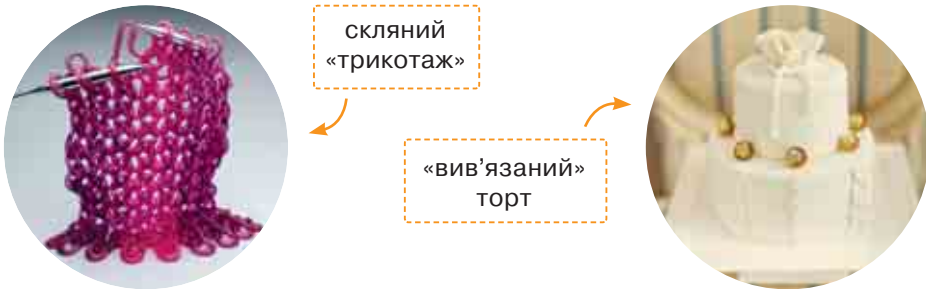 скляний
«трикотаж»
«вив’язаний»
торт